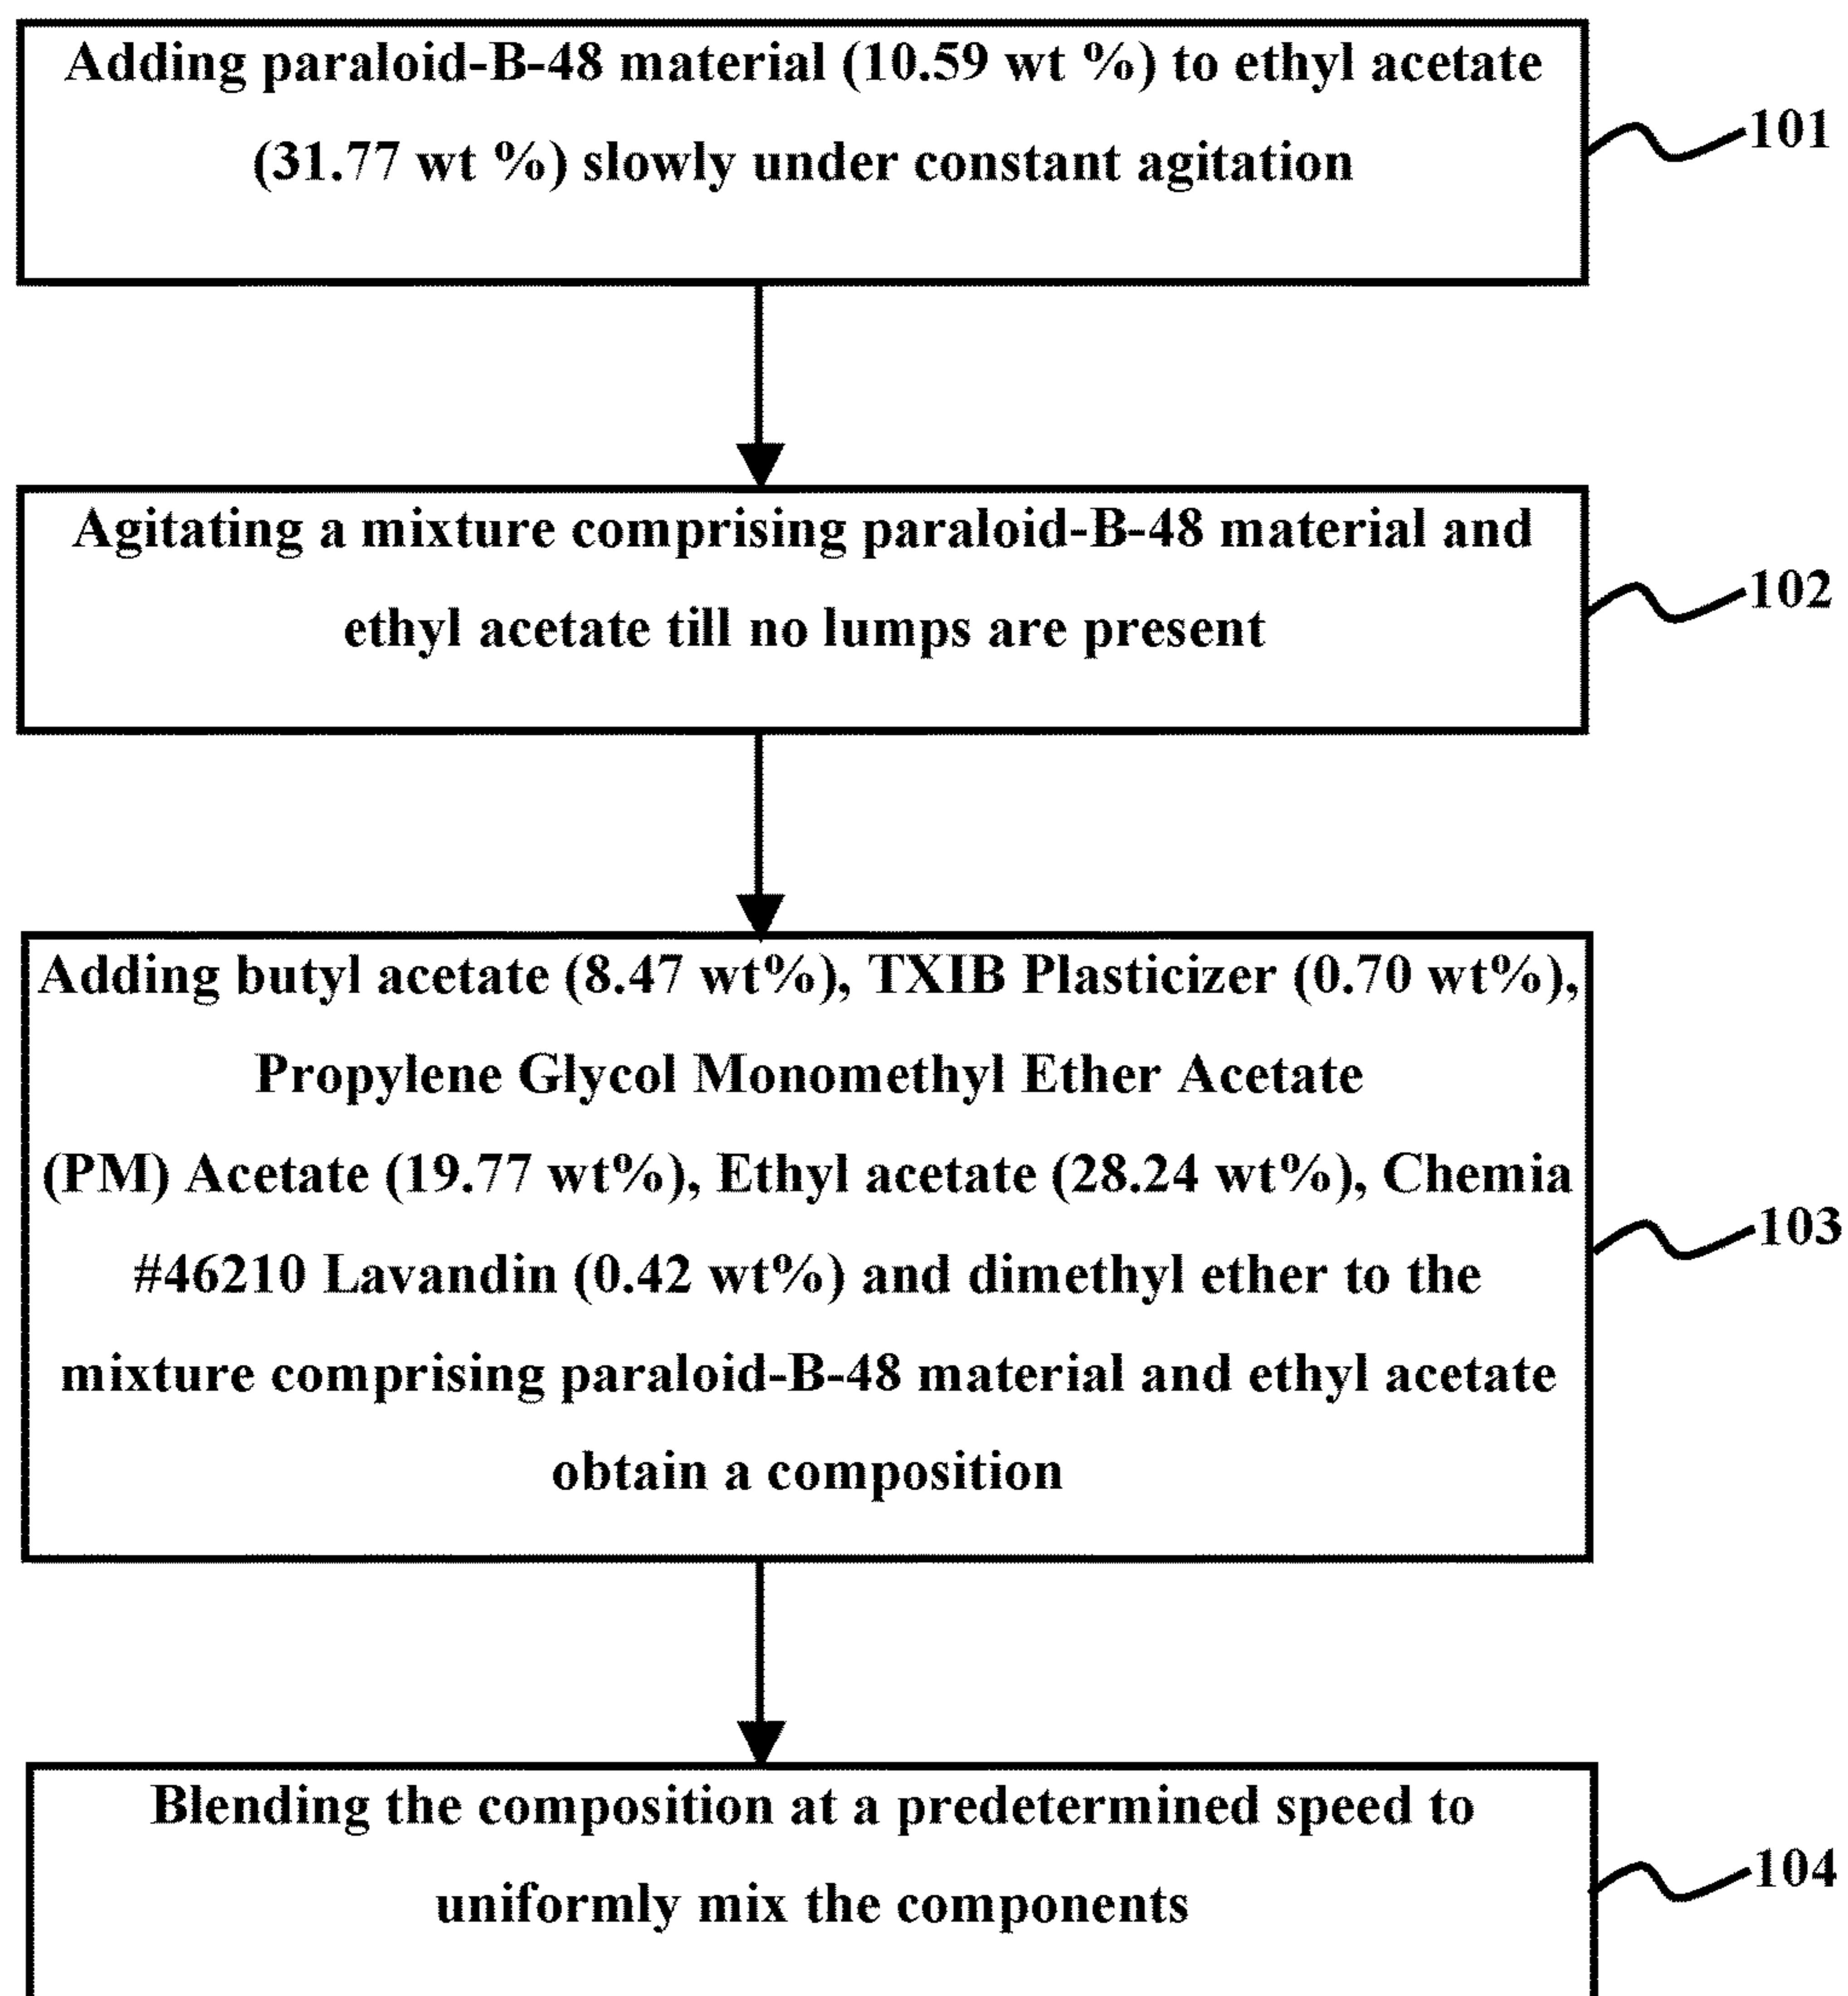 Adding paraloid-B-48 material (10.59 wt %) to ethyl acetate
(31.77 wt %) slowly under constant agitation
101
Agitating a mixture comprising paraloid-B-48 material and
ethyl acetate till no lumps are present
102
Adding butyl acetate (8.47 wt%), TXIB Plasticizer (0.70 wt%),
Propylene Glycol Monomethyl Ether Acetate
(PM) Acetate (19.77 wt%), Ethyl acetate (28.24 wt%), Chemia
#46210 Lavandin (0.42 wt%) and dimethyl ether to the
mixture comprising paraloid-B-48 material and ethyl acetate
obtain a composition
103
Blending the composition at a predetermined speed to
uniformly mix the components
104